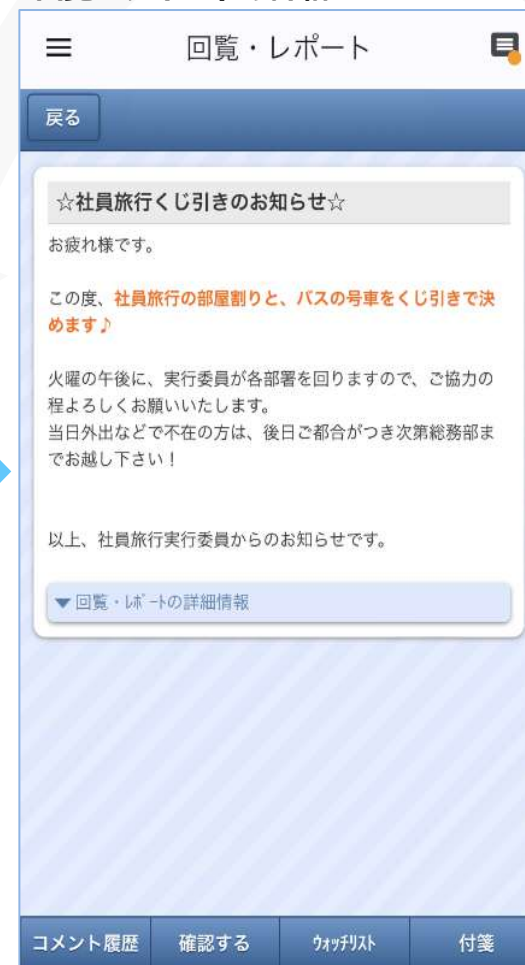 回覧・レポート
戻る
☆社員旅行くじ引きのお知らせ☆
お疲れ様です。
この度、社員旅行の部屋割りと、バスの号車をくじ引きで決
めます♪
火曜の午後に、実行委員が各部署を回りますので、ご協力の
程よろしくお願いいたします。
当日外出などで不在の方は、後日ご都合がつき次第総務部ま
でお越し下さい！
以上、社員旅行実行委員からのお知らせです。
▼回覧・ﾚﾎﾟｰﾄの詳細情報
コメント履歴 確認する ｳｫｯﾁﾘｽﾄ 付箋